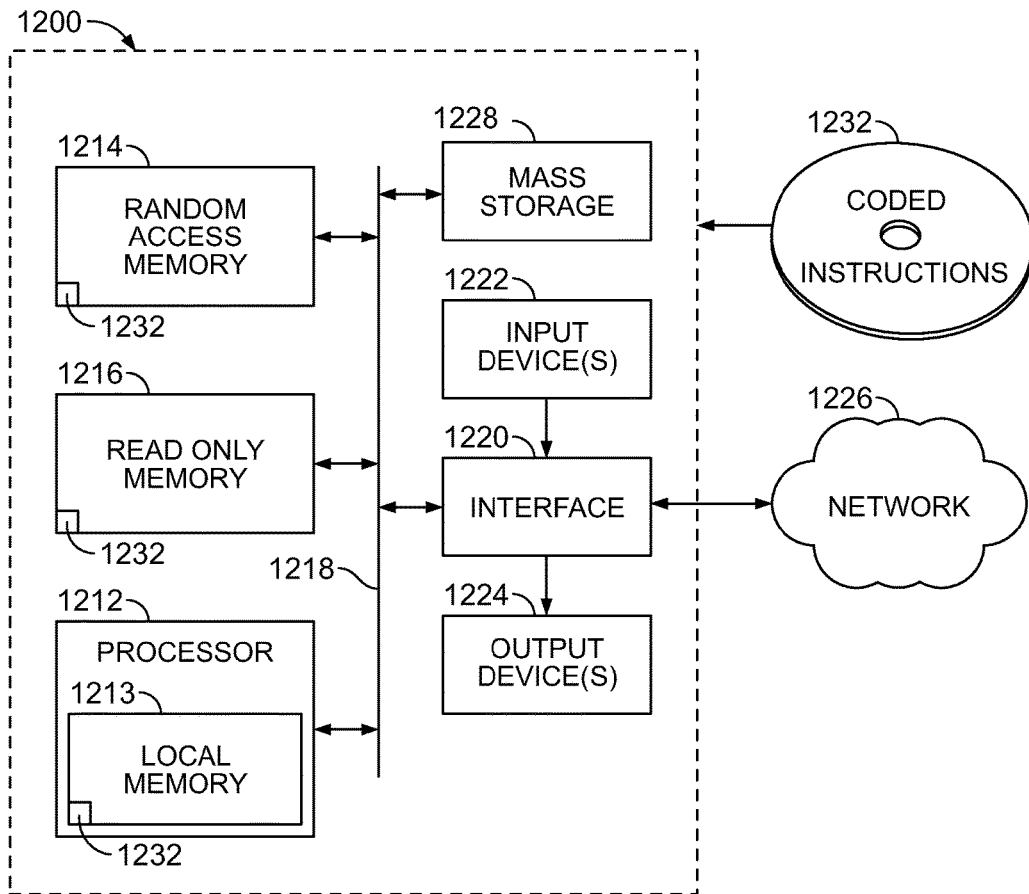 1200
1214
RANDOM
ACCESS
MEMORY
1232
1216
READ ONLY
MEMORY
1232
1218
1212
PROCESSOR
1213
LOCAL
MEMORY
1232
1228
MASS
STORAGE
1222
INPUT
DEVICE(S)
1220
INTERFACE
1224
OUTPUT
DEVICE(S)
1232
CODED
INSTRUCTIONS
1226
NETWORK